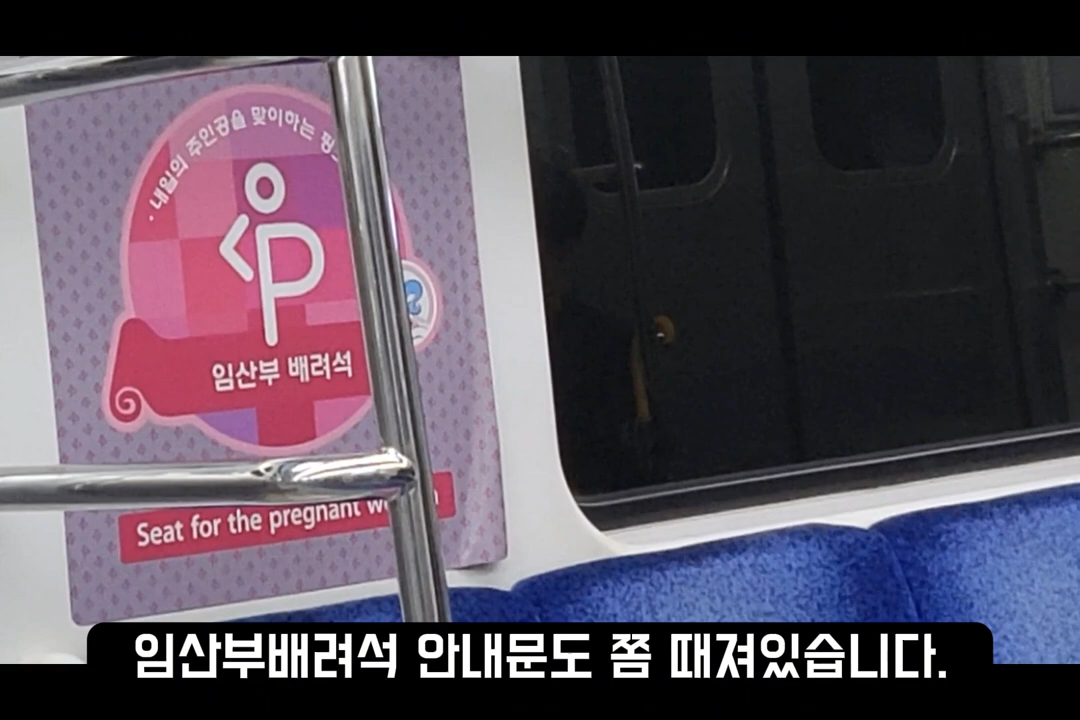 · 내일의 주인공을 맞이하는
임산부 배려석
Seat for the pregnant
임산부배려석 안내문도 쫌 때져있습니다.